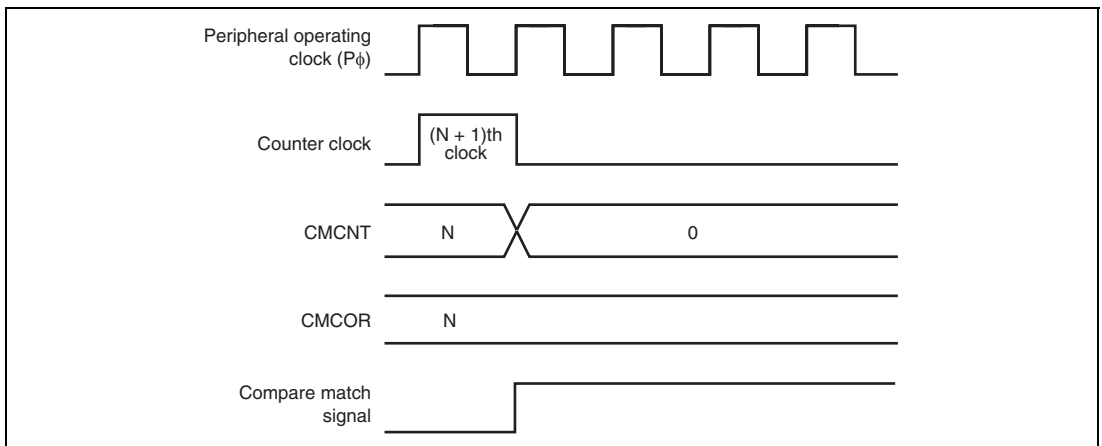 Peripheral operating
clock (Pϕ)
Counter clock
(N + 1)th
clock
CMCNT
N
0
CMCOR
N
Compare match
signal